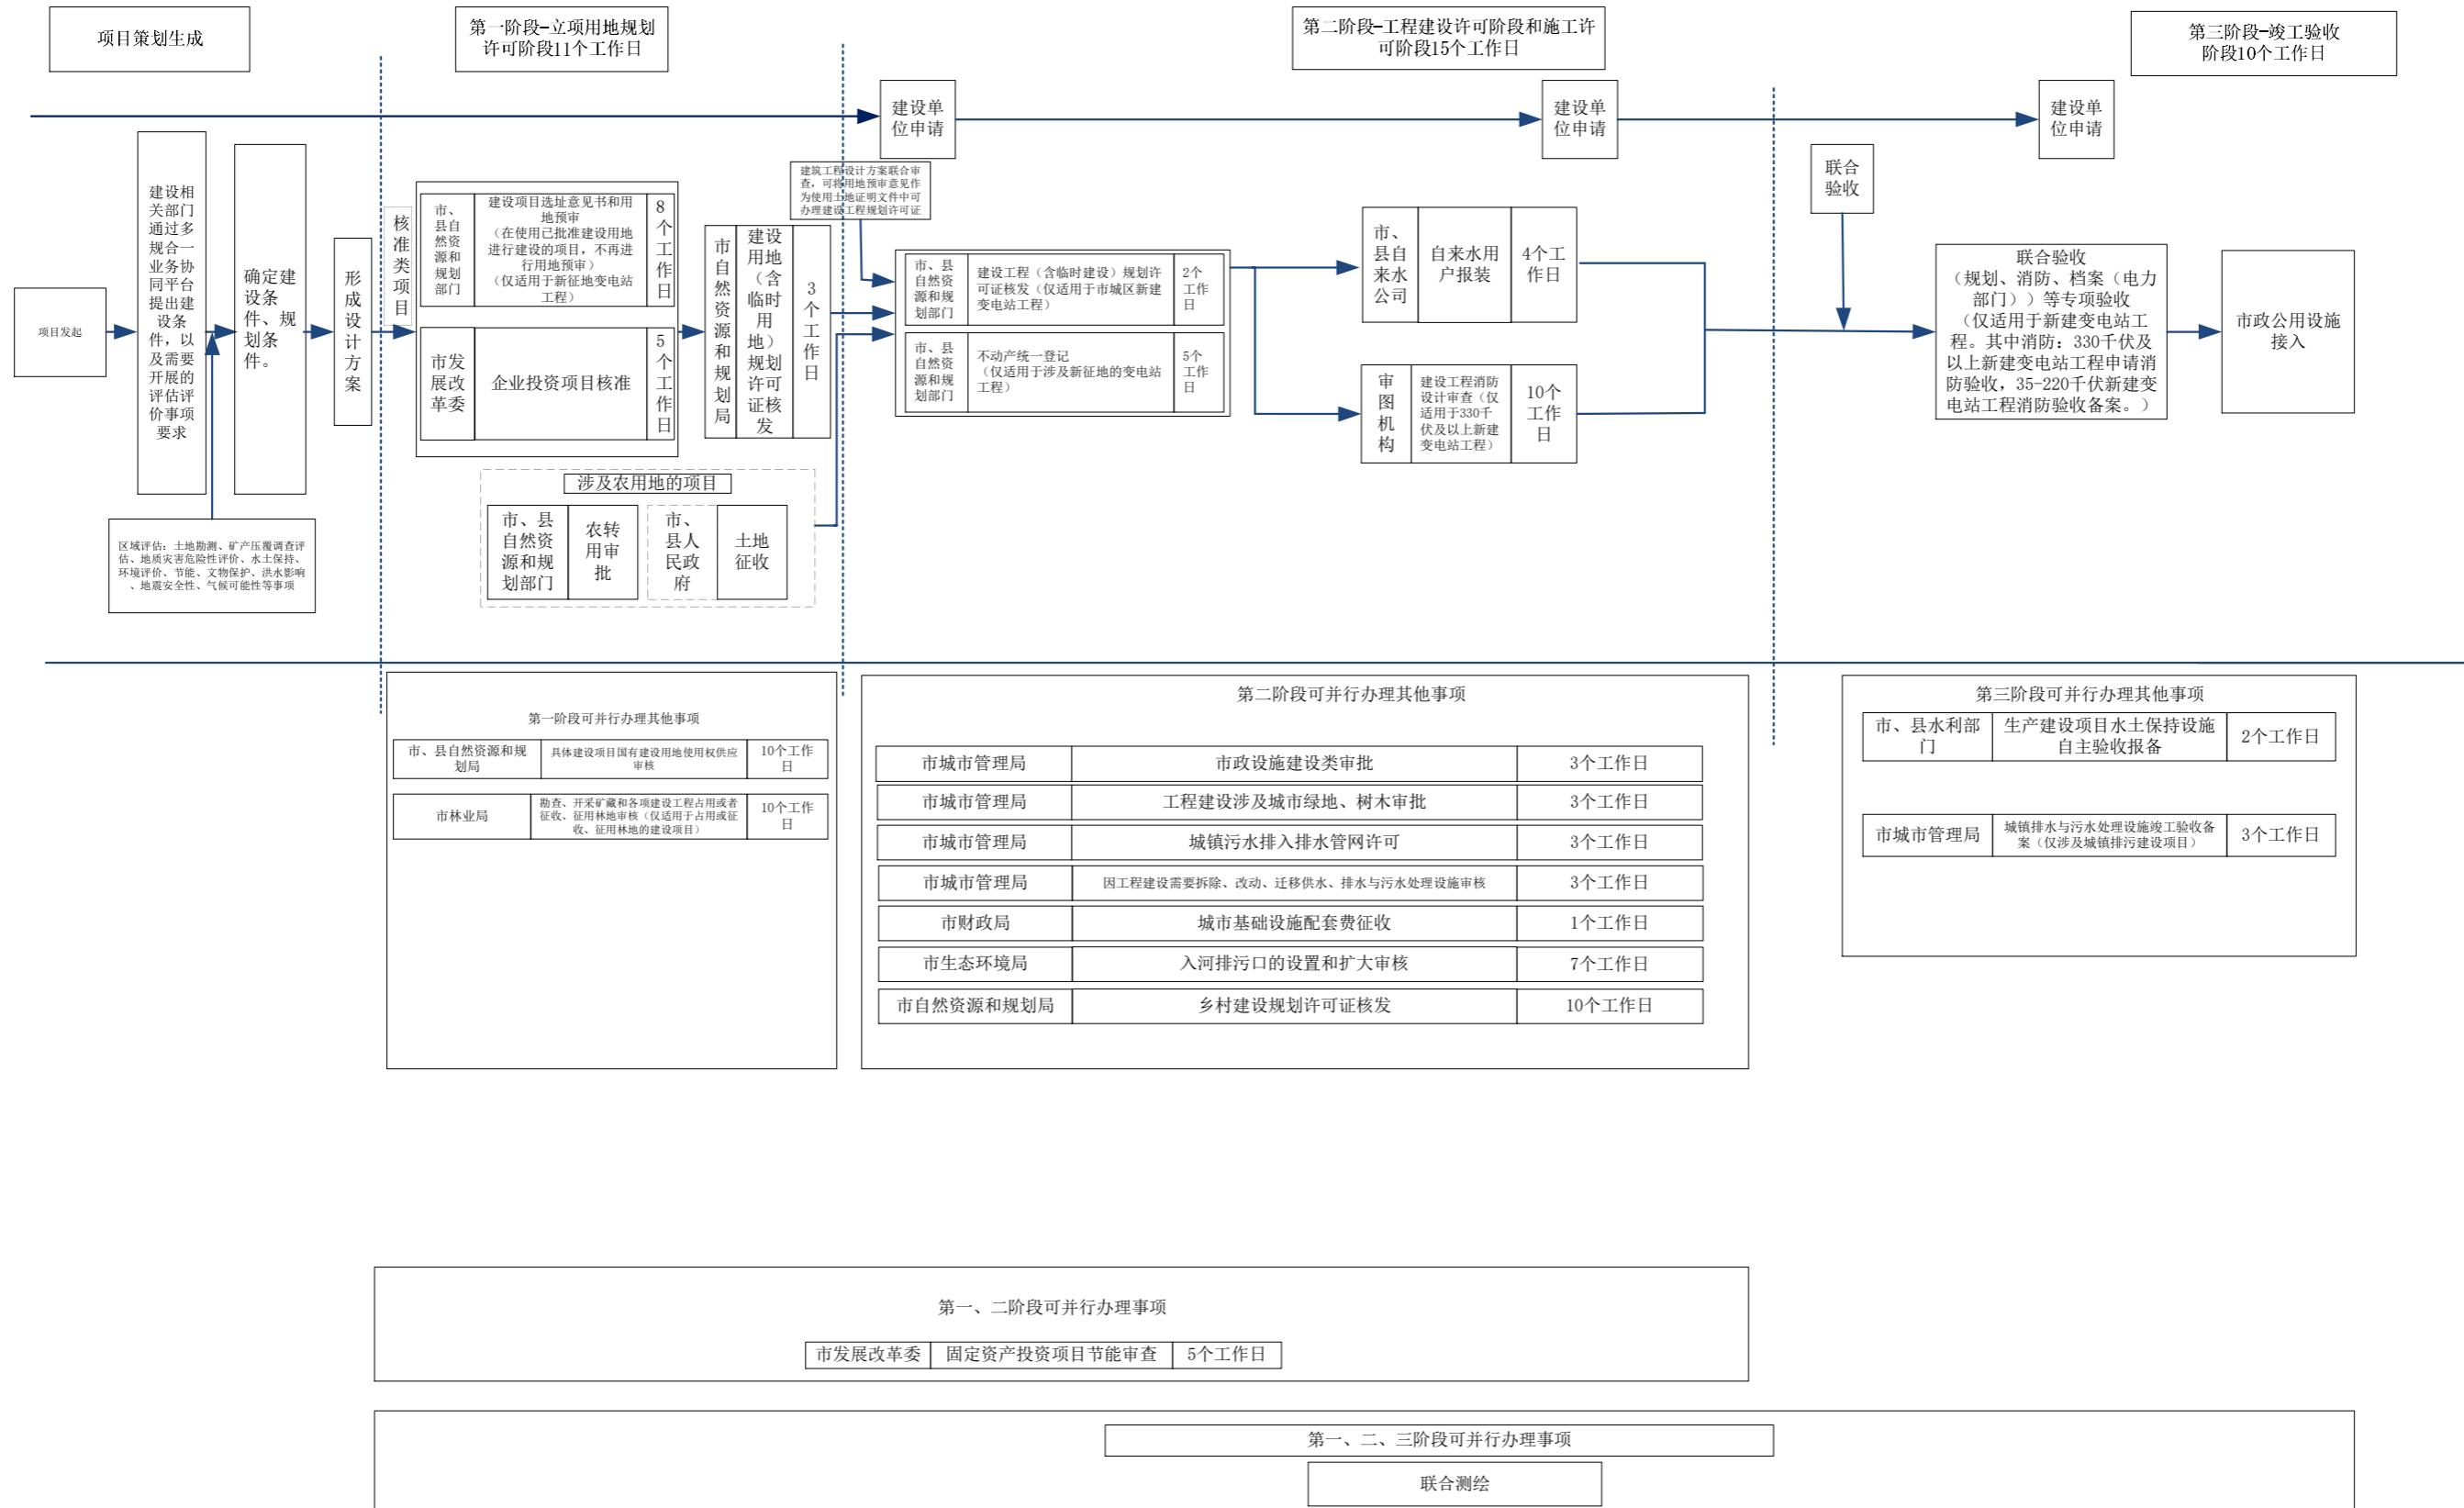 项目策划生成
第一阶段-立项用地规划
许可阶段11个工作日
第二阶段-工程建设许可阶段和施工许
可阶段15个工作日
第三阶段-竣工验收
阶段10个工作日
建设单
位申请
建设单
位申请
建设单
位申请
项目发起
建设相
关部门
通过多
规合一
业务协
同平台
提出建
设条
件，以
及需要
开展的
评估评
价事项
要求
确定建
设条
件、规
划条
件。
形
成
设
计
方
案
区域评估：土地勘测、矿产压覆调查评
估、地质灾害危险性评价、水土保持、
环境评价、节能、文物保护、洪水影响
、地震安全性、气候可能性等事项
核
准
类
项
目
市、
县自
然资
源和
规划
部门
建设项目选址意见书和用
地预审
（在使用已批准建设用地
进行建设的项目，不再进
行用地预审）
（仅适用于新征地变电站
工程）
8
个
工
作
日
市发
展改
革委
企业投资项目核准
5
个
工
作
日
市
自
然
资
源
和
规
划
局
建设
用地
（含
临时
用
地）
规划
许可
证核
发
3
个
工
作
日
涉及农用地的项目
市、县
自然资
源和规
划部门
农转
用审
批
市、
县人
民政
府
土地
征收
建筑工程设计方案联合审
查，可将用地预审意见作
为使用土地证明文件中可
办理建设工程规划许可证
市、县
自然资
源和规
划部门
建设工程（含临时建设）规划许
可证核发（仅适用于市城区新建
变电站工程）
2个
工作
日
市、县
自然资
源和规
划部门
不动产统一登记
（仅适用于涉及新征地的变电站
工程）
5个
工作
日
市、
县自
来水
公司
自来水用
户报装
4个工
作日
审
图
机
构
建设工程消防
设计审查（仅
适用于330千
伏及以上新建
变电站工程）
10个
工作
日
联合
验收
联合验收
（规划、消防、档案（电力
部门））等专项验收
（仅适用于新建变电站工
程。其中消防：330千伏及
以上新建变电站工程申请消
防验收，35-220千伏新建变
电站工程消防验收备案。）
市政公用设施
接入
第一阶段可并行办理其他事项
市、县自然资源和规
划局
具体建设项目国有建设用地使用权供应
审核
10个工作
日
市林业局
勘查、开采矿藏和各项建设工程占用或者
征收、征用林地审核（仅适用于占用或征
收、征用林地的建设项目）
10个工作
日
第二阶段可并行办理其他事项
市城市管理局 市政设施建设类审批 3个工作日
市城市管理局 工程建设涉及城市绿地、树木审批 3个工作日
市城市管理局 城镇污水排入排水管网许可 3个工作日
市城市管理局 因工程建设需要拆除、改动、迁移供水、排水与污水处理设施审核 3个工作日
市财政局 城市基础设施配套费征收 1个工作日
市生态环境局 入河排污口的设置和扩大审核 7个工作日
市自然资源和规划局 乡村建设规划许可证核发 10个工作日
第三阶段可并行办理其他事项
市、县水利部
门
生产建设项目水土保持设施
自主验收报备
2个工作日
市城市管理局
城镇排水与污水处理设施竣工验收备
案（仅涉及城镇排污建设项目）
3个工作日
第一、二阶段可并行办理事项
市发展改革委 固定资产投资项目节能审查 5个工作日
第一、二、三阶段可并行办理事项
联合测绘